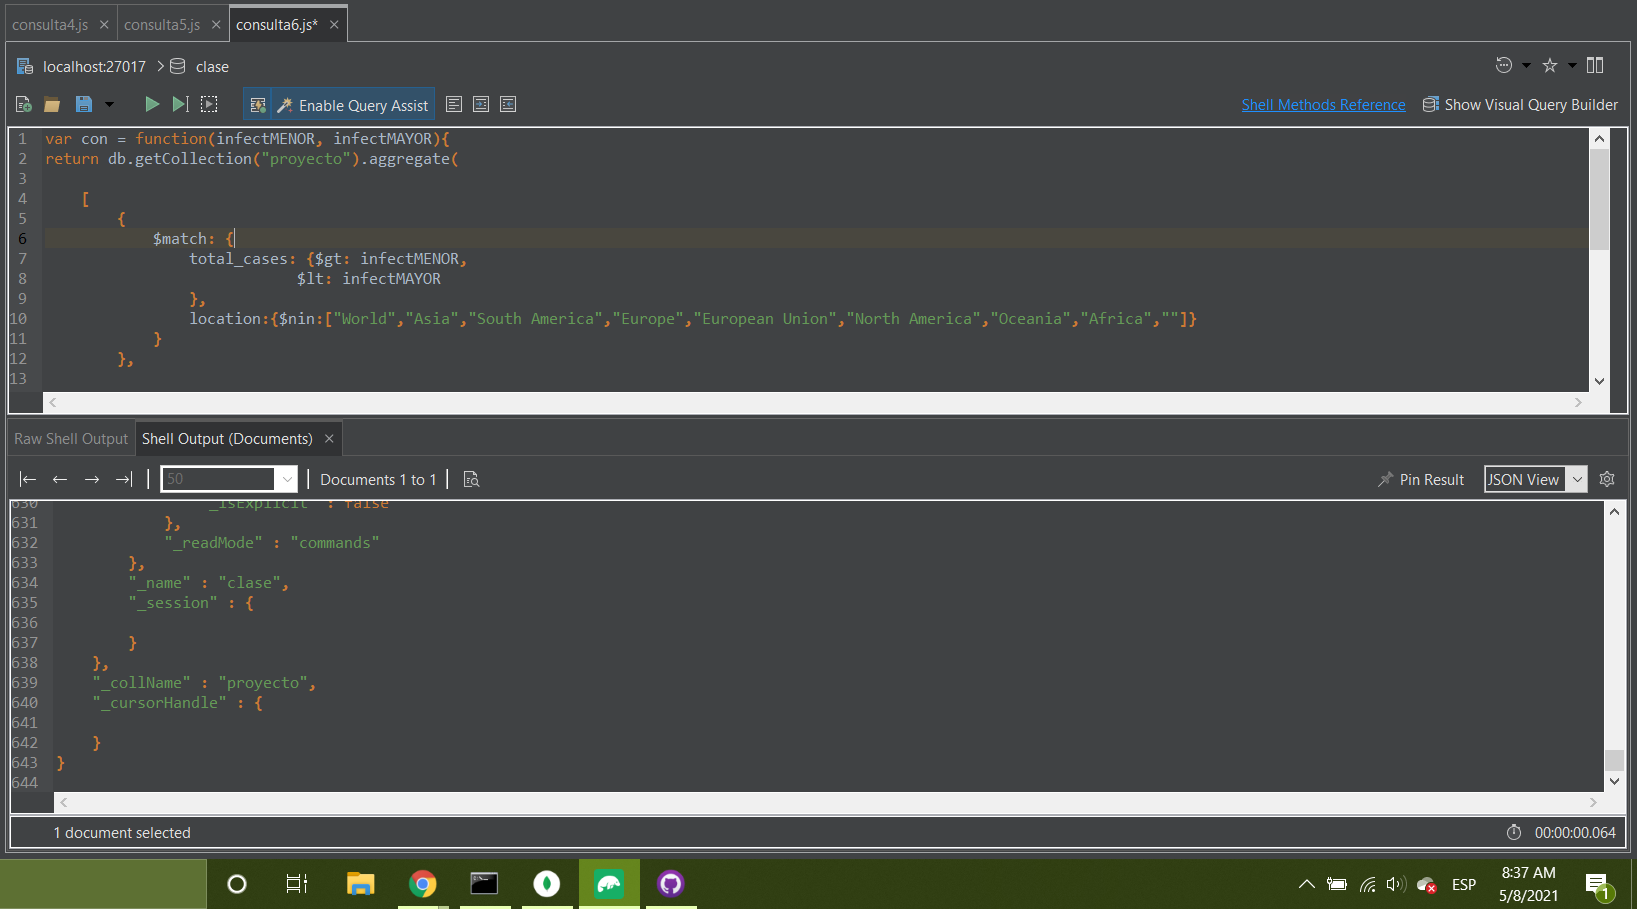 consulta4.js
consulta5.js
consulta6.js*
localhost:27017
clase
Enable Query Assist
Shell Methods Reference
Show Visual Query Builder
1 var con = function(infectMENOR, infectMAYOR){
2 return db.getCollection("proyecto").aggregate(
3
4 [
5 {
6 $match: {
7 total_cases: {$gt: infectMENOR,
8 $lt: infectMAYOR
9 },
10 location:{$nin:["World","Asia","South America","Europe","European Union","North America","Oceania","Africa",""]}
11 }
12 },
13
Raw Shell Output
Shell Output (Documents)
50
Documents 1 to 1
Pin Result
JSON View
630 "_isExplicit" : false
631 },
632 "_readMode" : "commands"
633 },
634 "_name" : "clase",
635 "_session" : {
636
637 }
638 },
639 "_collName" : "proyecto",
640 "_cursorHandle" : {
641
642 }
643 }
644
1 document selected
00:00:00.064
ESP
8:37 AM
5/8/2021
1